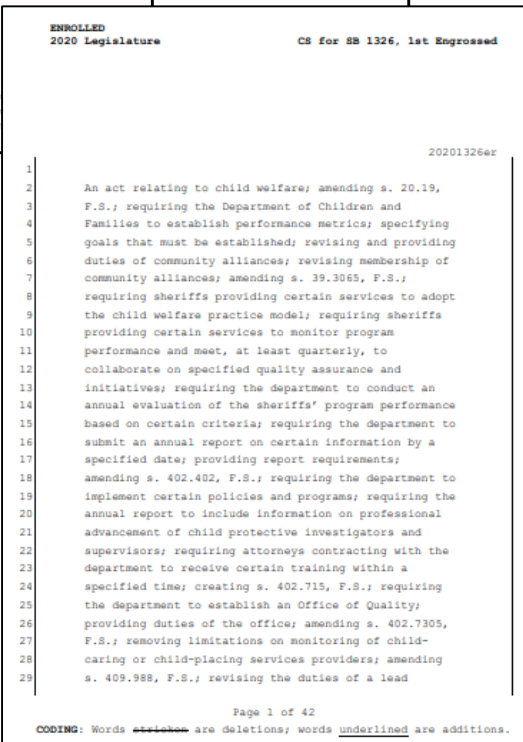 ENROLLED
2020 Legislature CS for SB 1326, 1st Engrossed
20201326er
1
2 An act relating to child welfare; amending s. 20.19,
3 F.S.; requiring the Department of Children and
4 Families to establish performance metrics; specifying
5 goals that must be established; revising and providing
6 duties of community alliances; revising membership of
7 community alliances; amending s. 39.3065, F.S.;
8 requiring sheriffs providing certain services to adopt
9 the child welfare practice model; requiring sheriffs
10 providing certain services to monitor program
11 performance and meet, at least quarterly, to
12 collaborate on specified quality assurance and
13 initiatives; requiring the department to conduct an
14 annual evaluation of the sheriffs' program performance
15 based on certain criteria; requiring the department to
16 submit an annual report on certain information by a
17 specified date; providing report requirements;
18 amending s. 402.402, F.S.; requiring the department to
19 implement certain policies and programs; requiring the
20 annual report to include information on professional
21 advancement of child protective investigators and
22 supervisors; requiring attorneys contracting with the
23 department to receive certain training within a
24 specified time; creating s. 402.715, F.S.; requiring
25 the department to establish an Office of Quality;
26 providing duties of the office; amending s. 402.7305,
27 F.S.; removing limitations on monitoring of child-
28 caring or child-placing services providers; amending
29 s. 409.988, F.S.; revising the duties of a lead
Page 1 of 42
CODING: Words stricken are deletions; words underlined are additions.